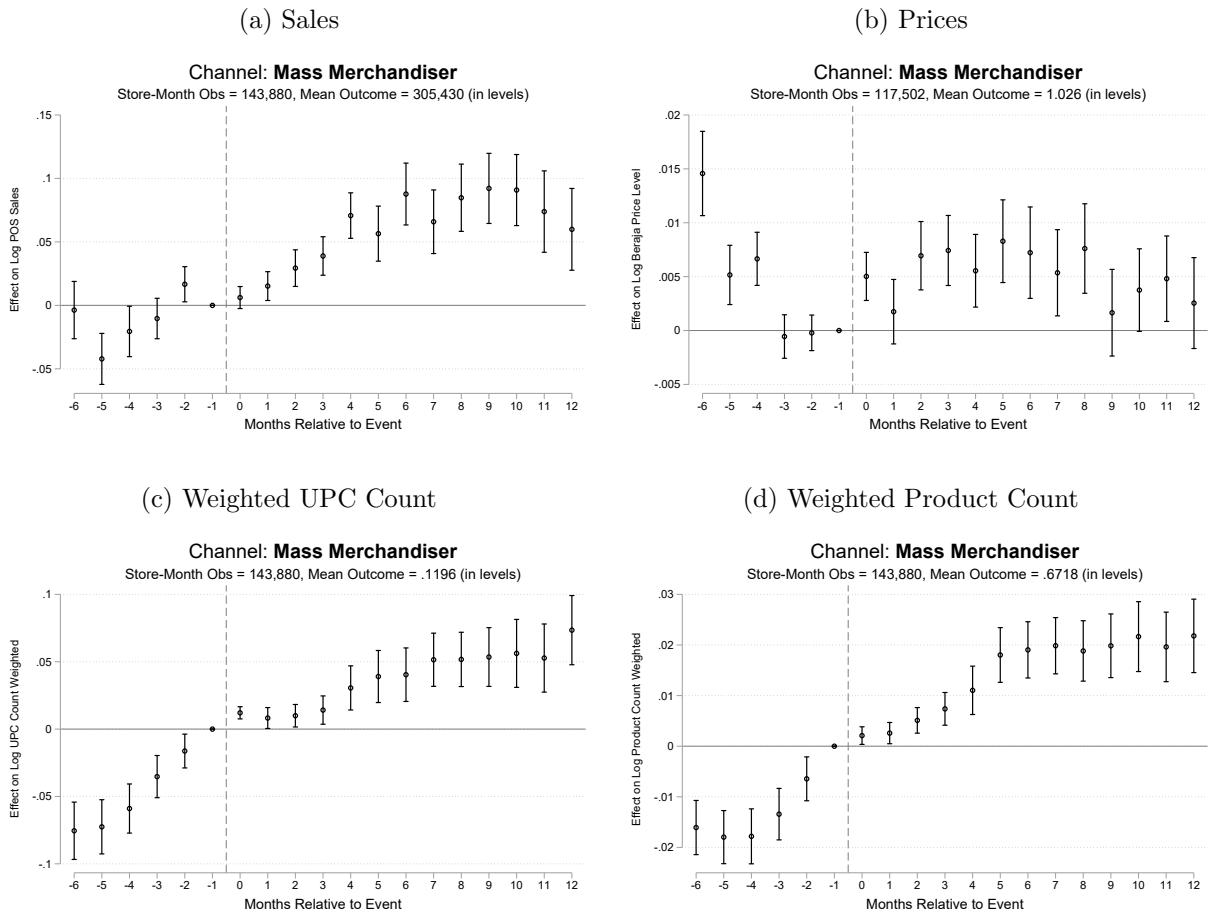 (a) Sales
Channel: Mass Merchandiser
Store-Month Obs = 143,880, Mean Outcome = 305,430 (in levels)
Effect on Log POS Sales
.15
.1
.05
0
-.05
-6 -5 -4 -3 -2 -1 0 1 2 3 4 5 6 7 8 9 10 11 12
Months Relative to Event
(b) Prices
Channel: Mass Merchandiser
Store-Month Obs = 117,502, Mean Outcome = 1.026 (in levels)
Effect on Log Beraja Price Level
.02
.015
.01
.005
0
-.005
-6 -5 -4 -3 -2 -1 0 1 2 3 4 5 6 7 8 9 10 11 12
Months Relative to Event
(c) Weighted UPC Count
Channel: Mass Merchandiser
Store-Month Obs = 143,880, Mean Outcome = .1196 (in levels)
Effect on Log UPC Count Weighted
.1
.05
0
-.05
-.1
-6 -5 -4 -3 -2 -1 0 1 2 3 4 5 6 7 8 9 10 11 12
Months Relative to Event
(d) Weighted Product Count
Channel: Mass Merchandiser
Store-Month Obs = 143,880, Mean Outcome = .6718 (in levels)
Effect on Log Product Count Weighted
.03
.02
.01
0
-.01
-.02
-6 -5 -4 -3 -2 -1 0 1 2 3 4 5 6 7 8 9 10 11 12
Months Relative to Event